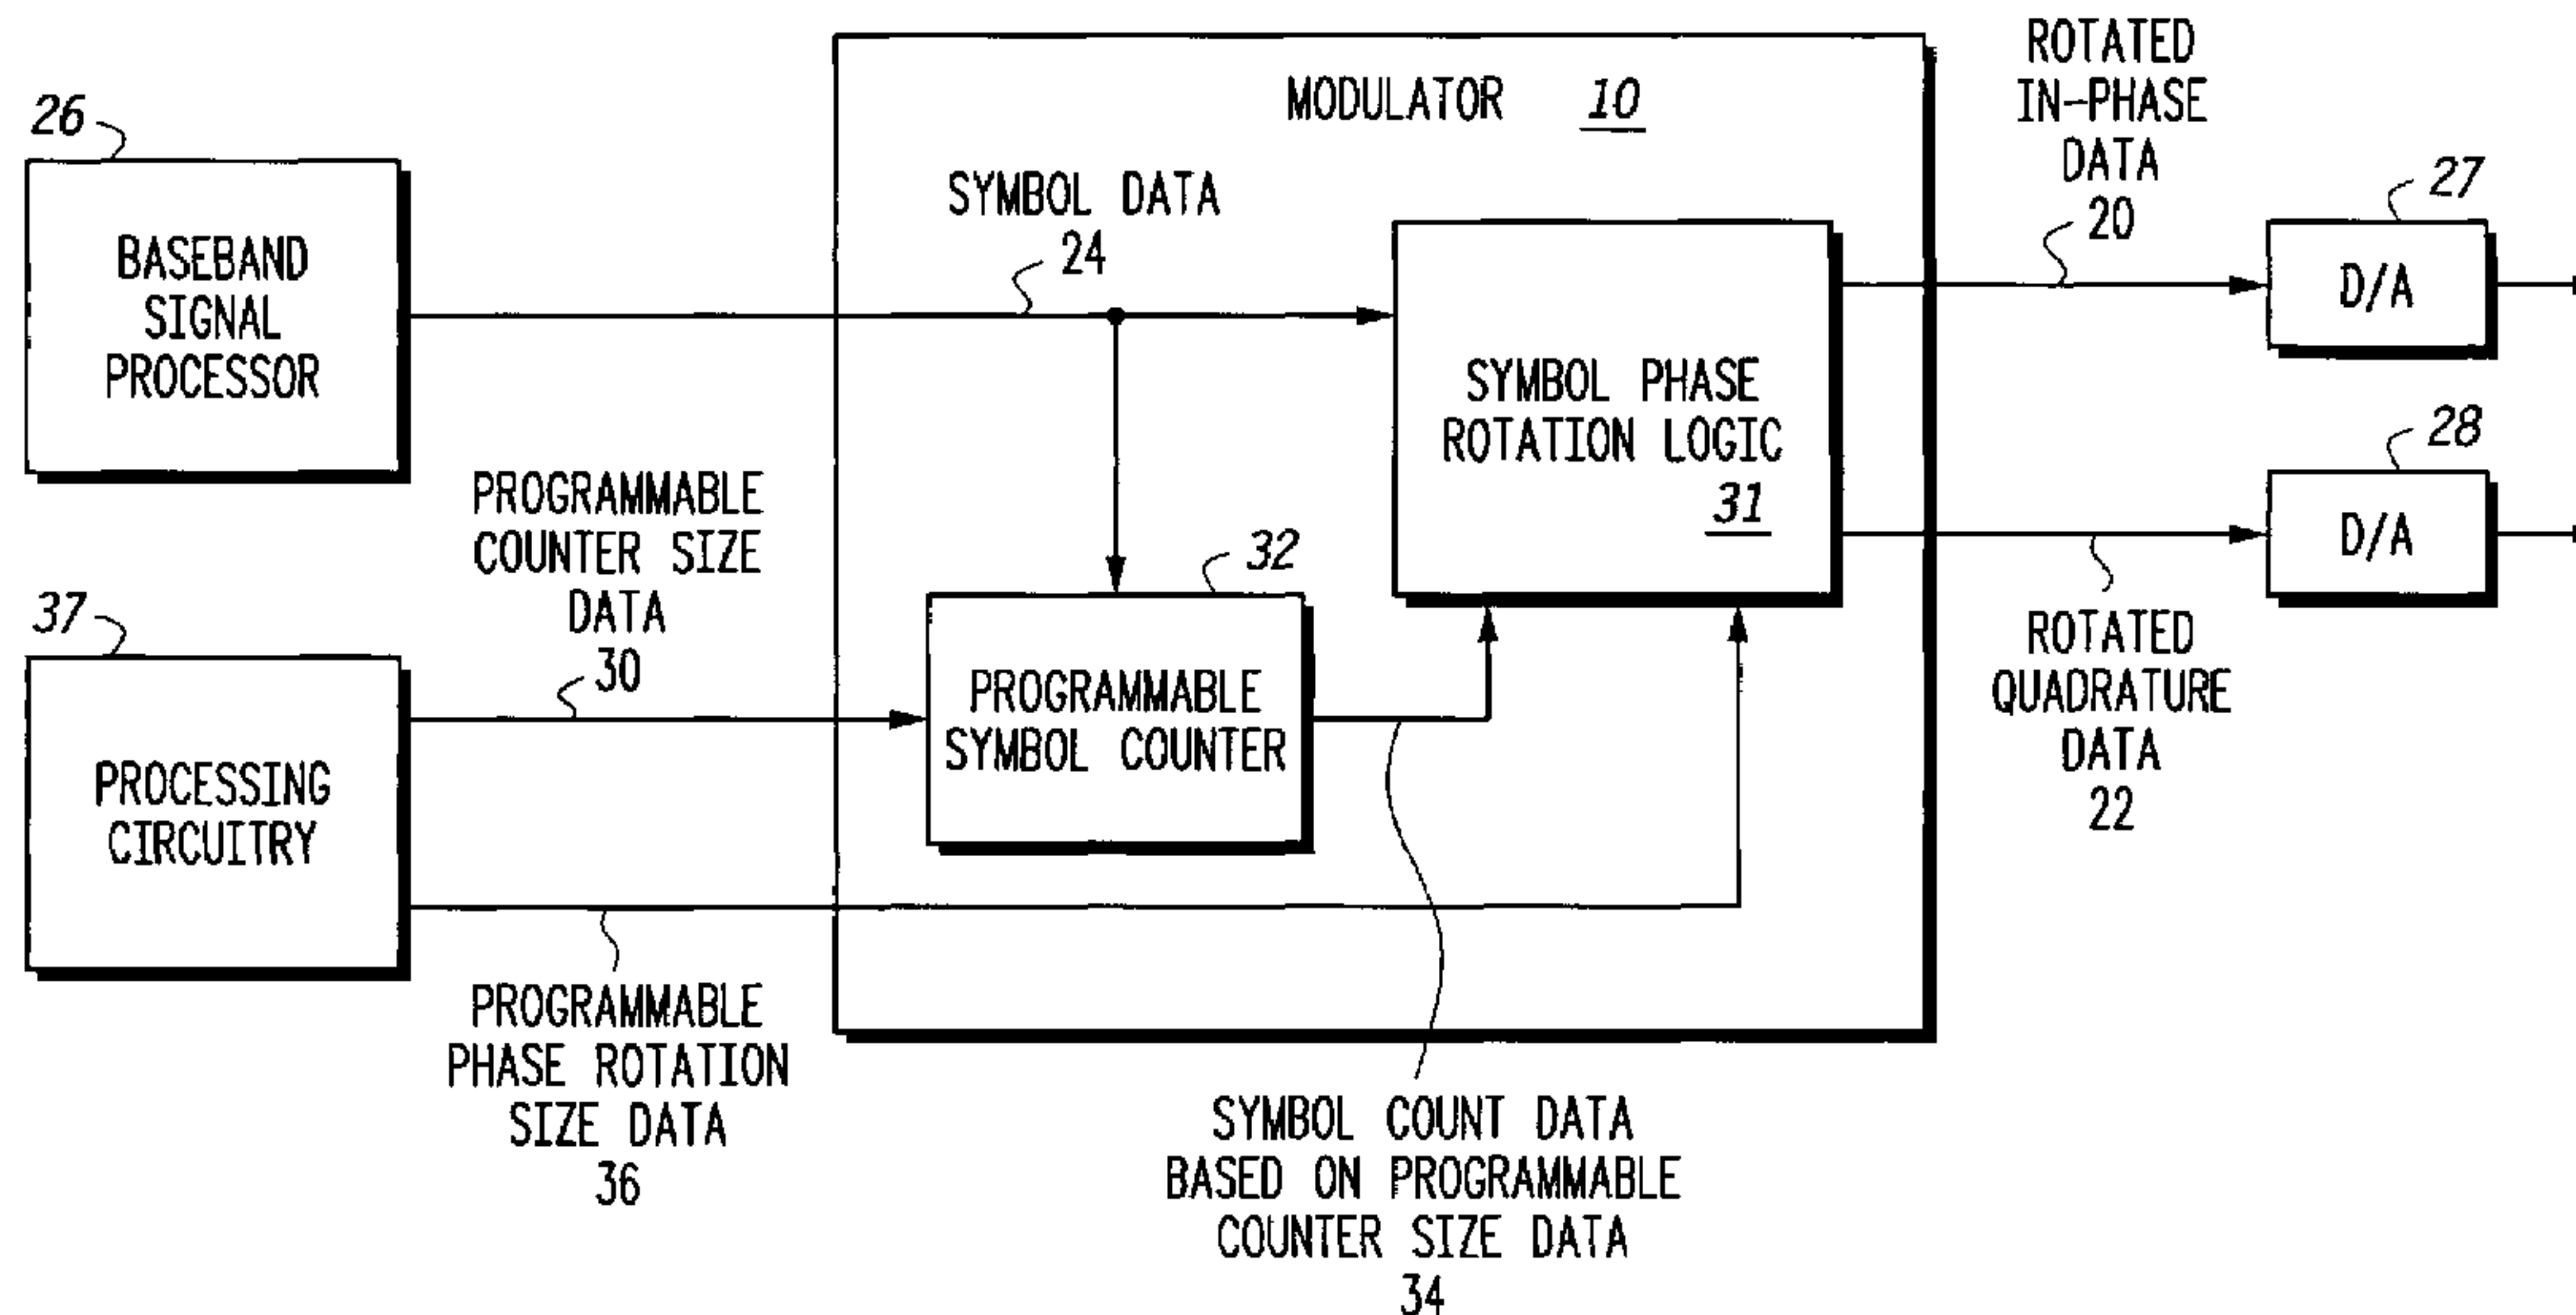 26
BASEBAND
SIGNAL
PROCESSOR
37
PROCESSING
CIRCUITRY
PROGRAMMABLE
COUNTER SIZE
DATA
30
PROGRAMMABLE
PHASE ROTATION
SIZE DATA
36
MODULATOR 10
SYMBOL DATA
24
SYMBOL PHASE
ROTATION LOGIC
31
32
PROGRAMMABLE
SYMBOL COUNTER
SYMBOL COUNT DATA
BASED ON PROGRAMMABLE
COUNTER SIZE DATA
34
ROTATED
IN-PHASE
DATA
20
27
D/A
28
D/A
ROTATED
QUADRATURE
DATA
22